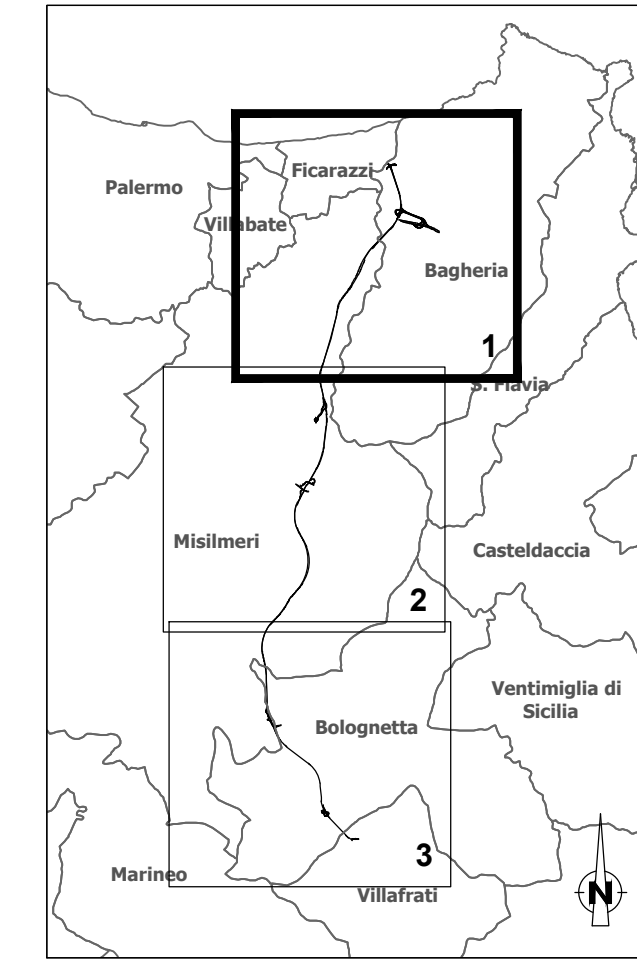 Ficarazzi
Palermo
Villabate
Bagheria
1
S. Flavia
Misilmeri
Casteldaccia
2
Ventimiglia di
Sicilia
Bolognetta
3
Marineo
Villafrati
N